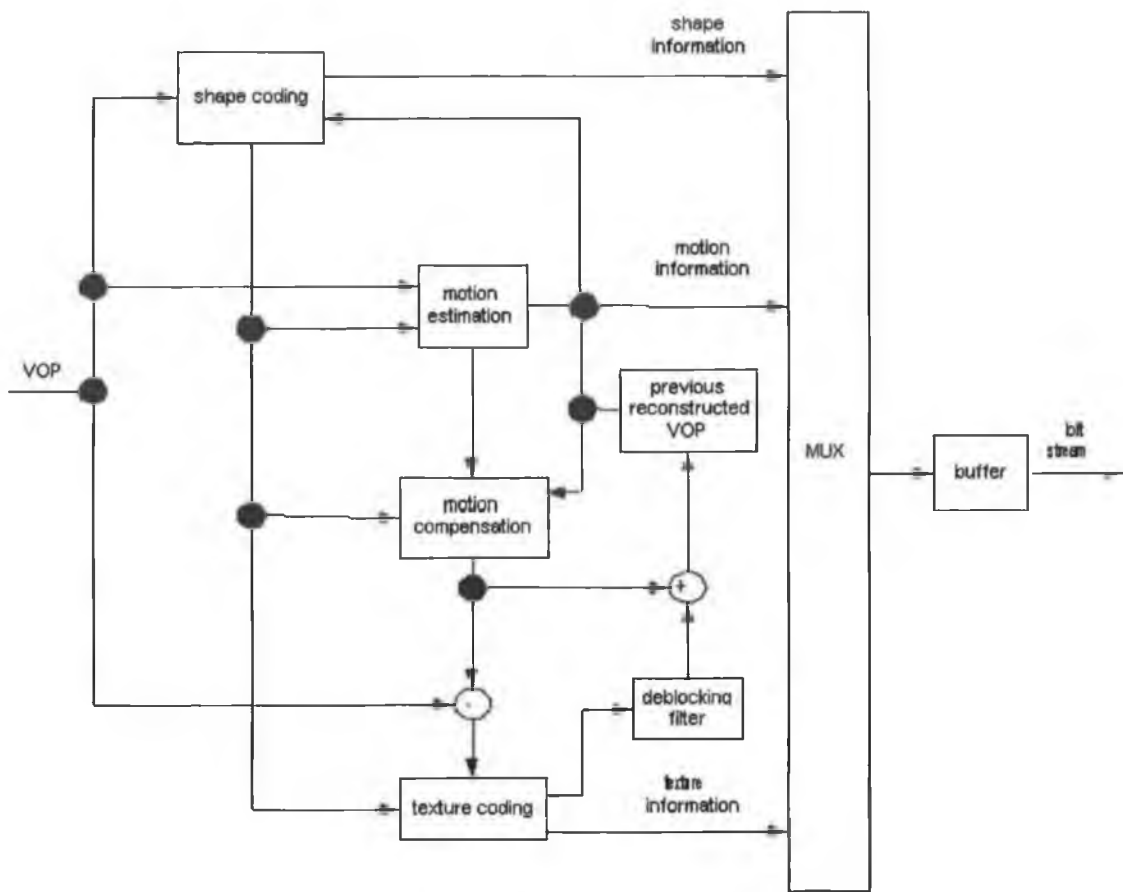 shape
information
shape coding
motion
information
motion
estimation
VOP
previous
reconstructed
VOP
MUX
bit
stream
buffer
motion
compensation
+
-
deblocking
filter
texture
information
texture coding